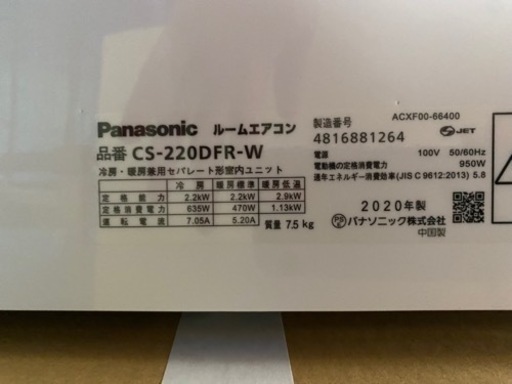 Panasonic ルームエアコン
品番 CS-220DFR-W
冷房・暖房兼用セパレート形室内ユニット
冷房 暖房標準 暖房低温
定格能力 2.2kW 2.2kW 2.9kW
定格消費電力 635W 470W 1.13kW
運転電流 7.05A 5.20A
質量 7.5 kg
ACXF00-66400
製造番号
4816881264
JET
電源 100V 50/60Hz
電動機の定格消費電力 950W
通年エネルギー消費効率(JIS C 9612:2013) 5.8
2020年製
PS E パナソニック株式会社
中国製